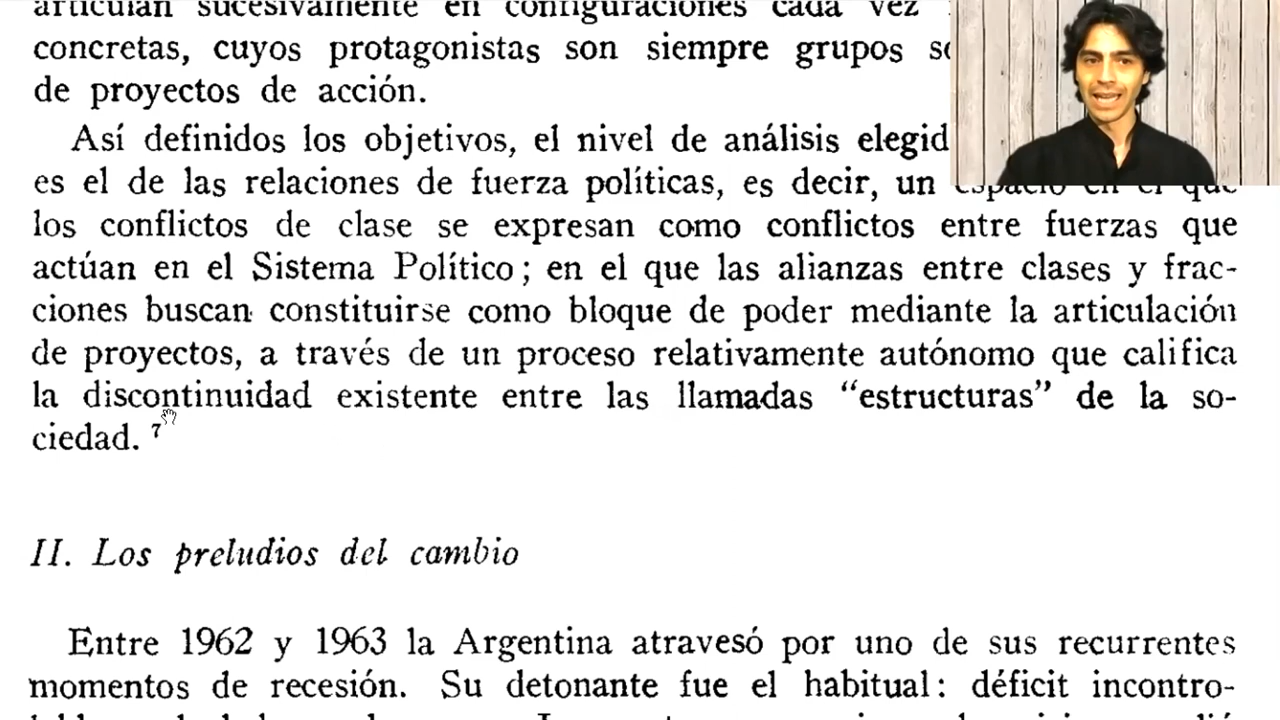 articulan sucesivamente en configuraciones cada vez
concretas, cuyos protagonistas son siempre grupos
de proyectos de acción.
Así definidos los objetivos, el nivel de análisis
es el de las relaciones de fuerza políticas, es decir, un espacio en el que
los conflictos de clase se expresan como conflictos entre fuerzas que
actúan en el Sistema Político; en el que las alianzas entre clases y frac-
ciones buscan constituirse como bloque de poder mediante la articulación
de proyectos, a través de un proceso relativamente autónomo que califica
la discontinuidad existente entre las llamadas “estructuras” de la so-
ciedad. 7
II. Los preludios del cambio
Entre 1962 y 1963 la Argentina atravesó por uno de sus recurrentes
momentos de recesión. Su detonante fue el habitual: déficit incontro-